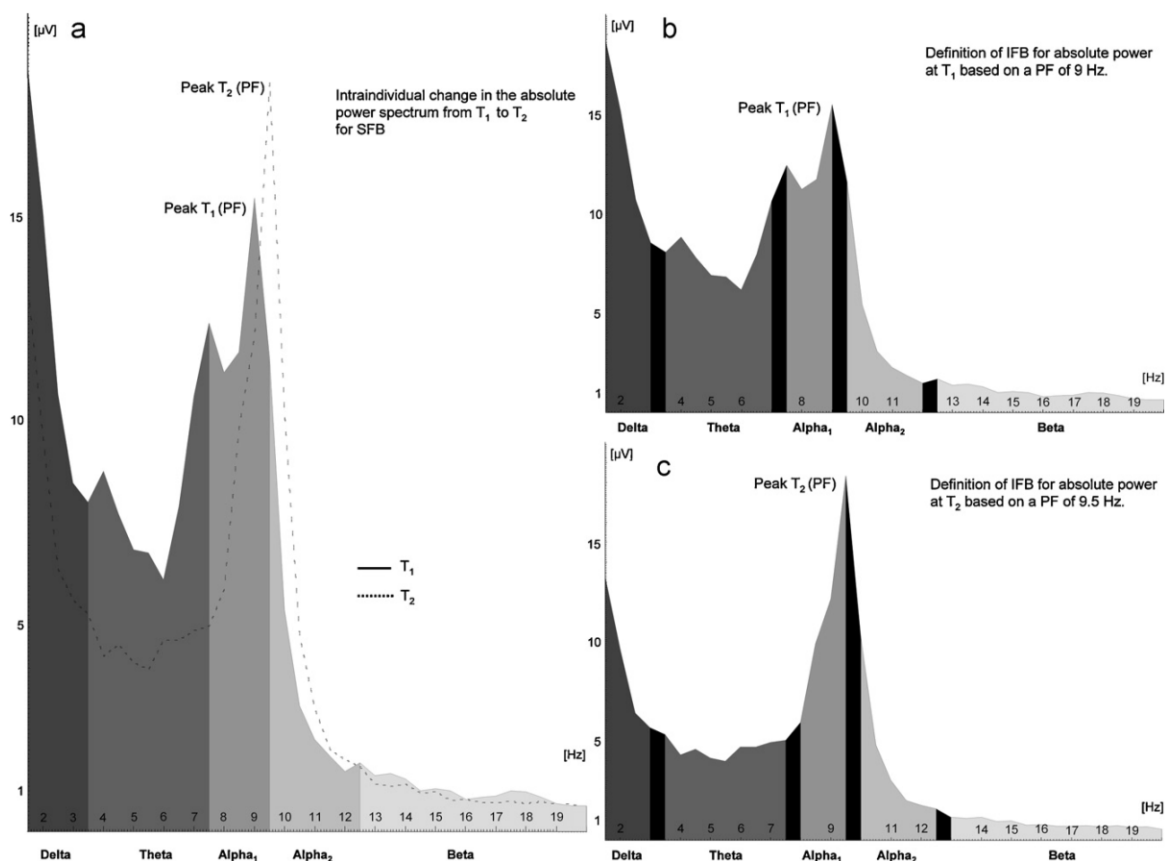 [µV]
a
Peak T₂ (PF)
Intraindividual change in the absolute
power spectrum from T₁ to T₂
for SFB
Peak T₁ (PF)
15
10
5
1
T₁
T₂
[Hz]
2 3 4 5 6 7 8 9 10 11 12 13 14 15 16 17 18 19
Delta Theta Alpha₁ Alpha₂ Beta
[µV]
b
Definition of IFB for absolute power
at T₁ based on a PF of 9 Hz.
Peak T₁ (PF)
15
10
5
1
[Hz]
2 4 5 6 8 10 11 13 14 15 16 17 18 19
Delta Theta Alpha₁ Alpha₂ Beta
[µV]
c
Peak T₂ (PF)
Definition of IFB for absolute power
at T₂ based on a PF of 9.5 Hz.
15
10
5
1
[Hz]
2 4 5 6 7 9 11 12 14 15 16 17 18 19
Delta Theta Alpha₁ Alpha₂ Beta